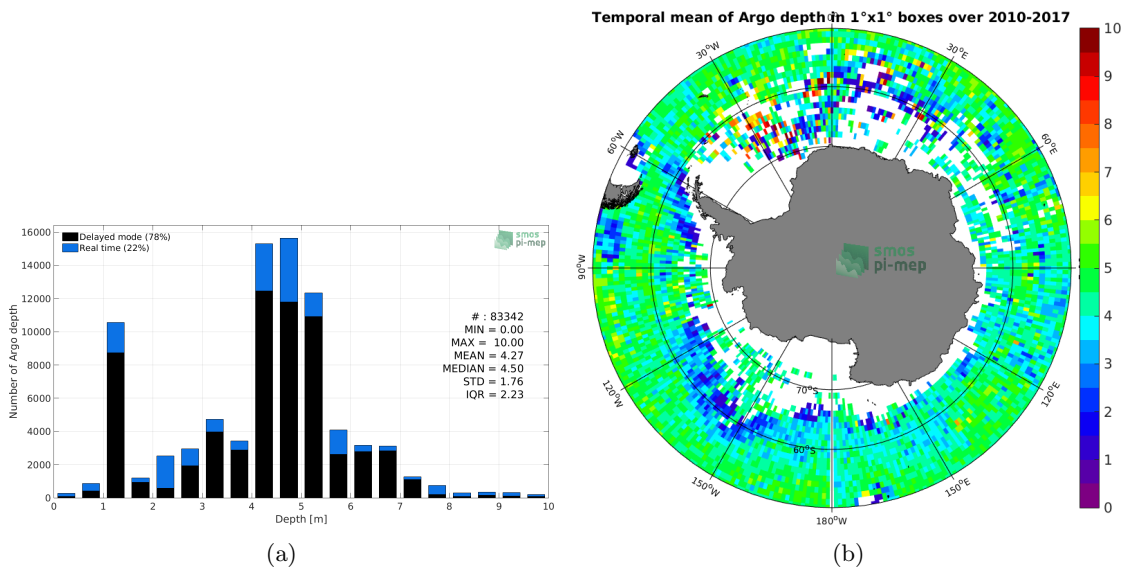 Temporal mean of Argo depth in 1°x1° boxes over 2010-2017
0°
30°W
30°E
60°W
60°E
90°W
120°W
120°E
150°W
150°E
180°W
70°S
60°S
smos
pi-mep
10
9
8
7
6
5
4
3
2
1
0
Delayed mode (78%)
Real time (22%)
smos
pi-mep
# : 83342
MIN = 0.00
MAX = 10.00
MEAN = 4.27
MEDIAN = 4.50
STD = 1.76
IQR = 2.23
Number of Argo depth
16000
14000
12000
10000
8000
6000
4000
2000
0
0 1 2 3 4 5 6 7 8 9 10
Depth [m]
(a)
(b)